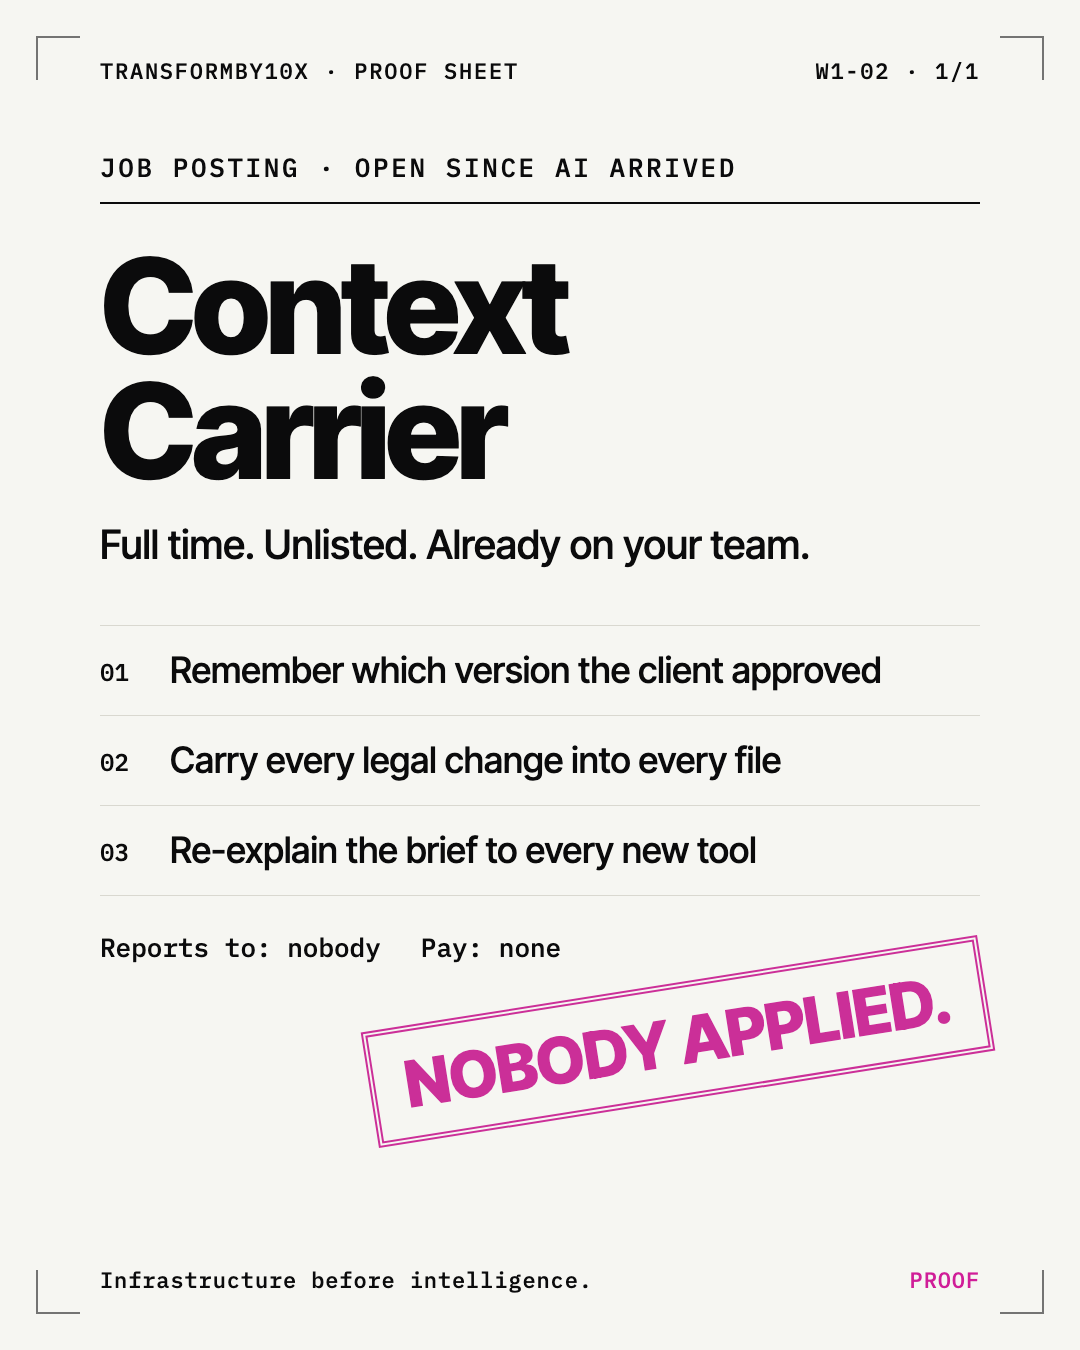 TRANSFORMBY10X · PROOF SHEET
W1-02 · 1/1
JOB POSTING · OPEN SINCE AI ARRIVED
Context
Carrier
Full time. Unlisted. Already on your team.
01 Remember which version the client approved
02 Carry every legal change into every file
03 Re-explain the brief to every new tool
Reports to: nobody Pay: none
NOBODY APPLIED.
Infrastructure before intelligence.
PROOF